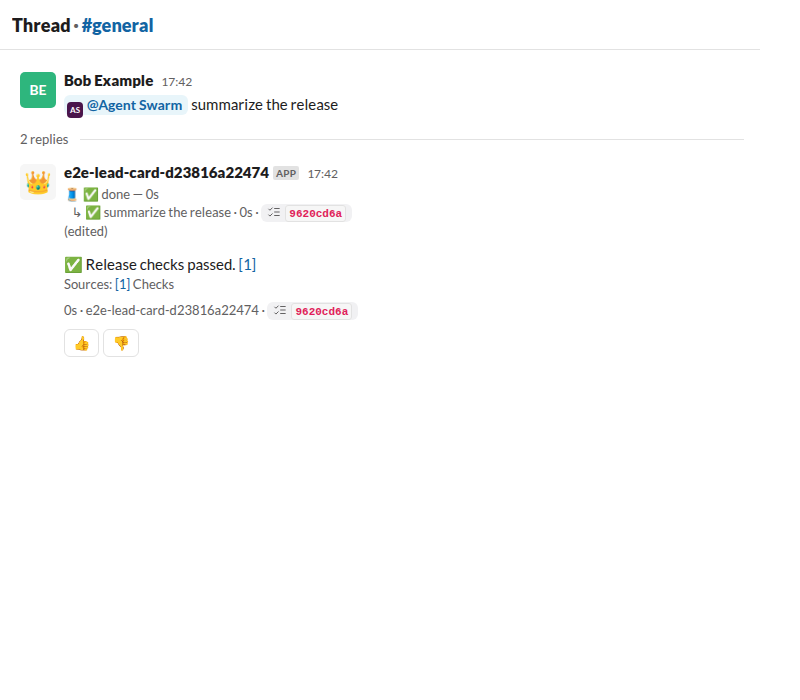 Thread • #general
BE
Bob Example 17:42
AS @Agent Swarm summarize the release
2 replies
e2e-lead-card-d23816a22474 APP 17:42
🧵 ✅ done — 0s
↳ ✅ summarize the release · 0s · 9620cd6a
(edited)
✅ Release checks passed. [1]
Sources: [1] Checks
0s · e2e-lead-card-d23816a22474 · 9620cd6a